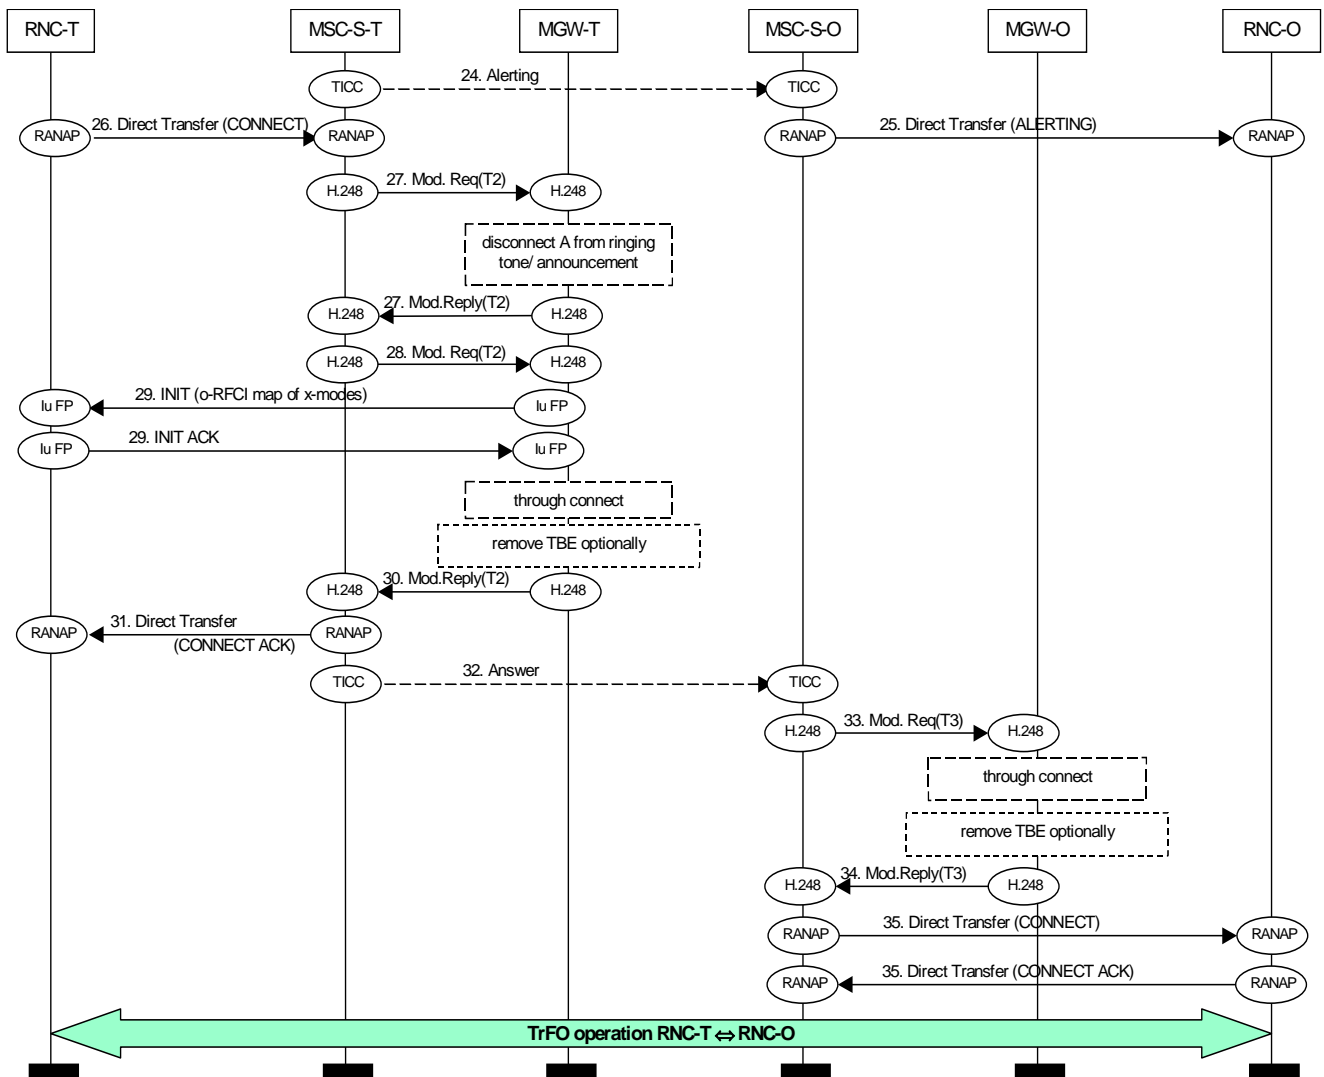 RNC-T
MSC-S-T
MGW-T
MSC-S-O
MGW-O
RNC-O
TICC
24. Alerting
TICC
RANAP
26. Direct Transfer (CONNECT)
RANAP
RANAP
25. Direct Transfer (ALERTING)
RANAP
H.248
27. Mod. Req(T2)
H.248
disconnect A from ringing
tone/ announcement
H.248
27. Mod.Reply(T2)
H.248
H.248
28. Mod. Req(T2)
H.248
Iu FP
29. INIT (o-RFCI map of x-modes)
Iu FP
Iu FP
29. INIT ACK
Iu FP
through connect
remove TBE optionally
H.248
30. Mod.Reply(T2)
H.248
RANAP
31. Direct Transfer
(CONNECT ACK)
RANAP
TICC
32. Answer
TICC
H.248
33. Mod. Req(T3)
H.248
through connect
remove TBE optionally
H.248
34. Mod.Reply(T3)
H.248
RANAP
35. Direct Transfer (CONNECT)
RANAP
RANAP
35. Direct Transfer (CONNECT ACK)
RANAP
TrFO operation RNC-T ⇔ RNC-O